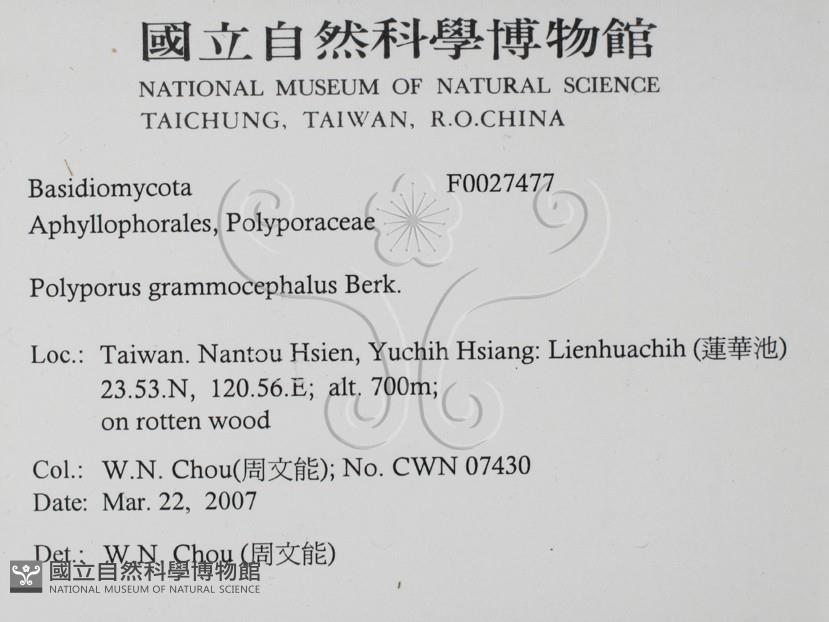 國立自然科學博物館
NATIONAL MUSEUM OF NATURAL SCIENCE
TAICHUNG, TAIWAN, R.O.CHINA
Basidiomycota F0027477
Aphyllophorales, Polyporaceae
Polyporus grammocephalus Berk.
Loc.: Taiwan. Nantou Hsien, Yuchih Hsiang: Lienhuachih (蓮華池)
23.53.N, 120.56.E; alt. 700m;
on rotten wood
Col.: W.N. Chou(周文能); No. CWN 07430
Date: Mar. 22, 2007
Det.: W.N. Chou (周文能)
國立自然科學博物館
NATIONAL MUSEUM OF NATURAL SCIENCE